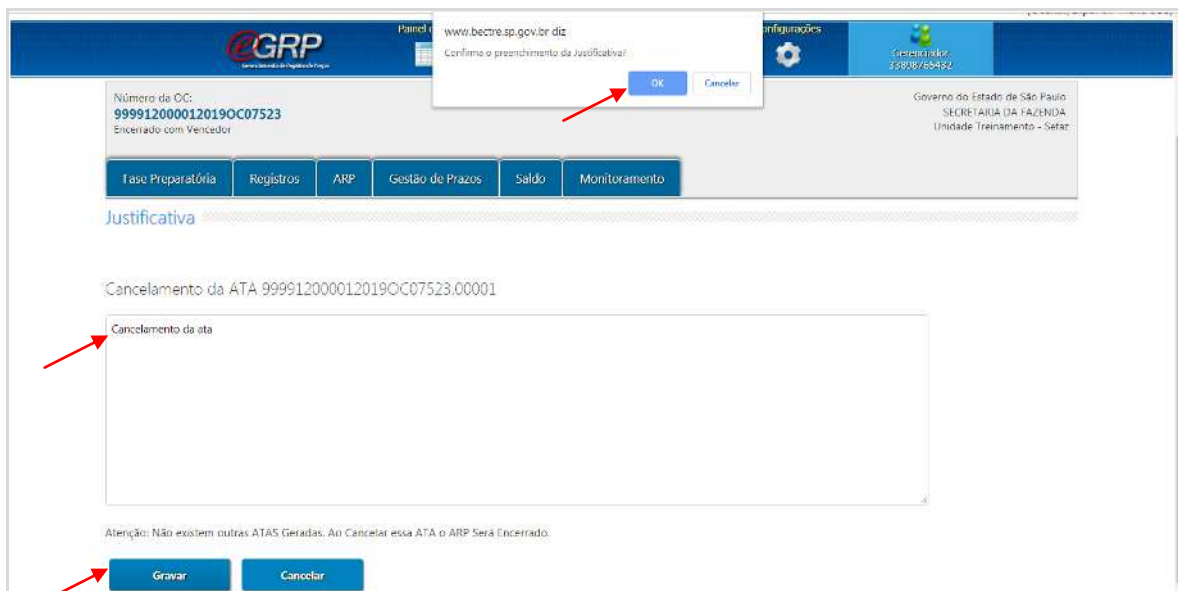 eGRP
Painel
www.bectre.sp.gov.br diz
Confirma o preenchimento da Justificativa?
OK
Cancelar
onfigurações
Gerenciador
33898765432
Número da OC:
999912000012019OC07523
Encerrado com Vencedor
Governo do Estado de São Paulo
SECRETARIA DA FAZENDA
Unidade Treinamento - Sefaz
Fase Preparatória
Registros
ARP
Gestão de Prazos
Saldo
Monitoramento
Justificativa
Cancelamento da ATA 999912000012019OC07523.00001
Cancelamento da ata
Atenção: Não existem outras ATAS Geradas. Ao Cancelar essa ATA o ARP Será Encerrado.
Gravar
Cancelar